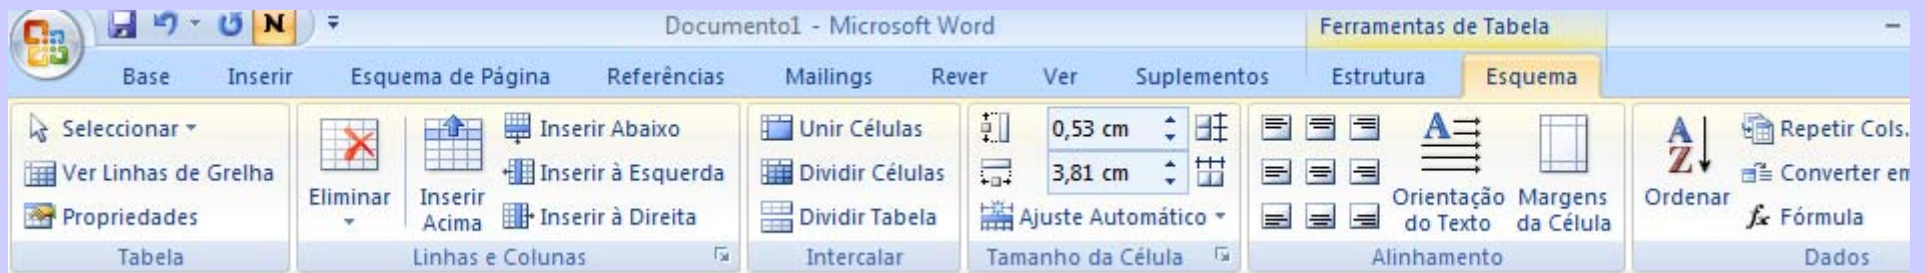 N
Documento1 - Microsoft Word
Ferramentas de Tabela
Base Inserir Esquema de Página Referências Mailings Rever Ver Suplementos Estrutura Esquema
Seleccionar
Ver Linhas de Grelha
Propriedades
Tabela
Eliminar
Inserir
Acima
Inserir Abaixo
Inserir à Esquerda
Inserir à Direita
Linhas e Colunas
Unir Células
Dividir Células
Dividir Tabela
Intercalar
0,53 cm
3,81 cm
Ajuste Automático
Tamanho da Célula
A
Orientação
do Texto
Margens
da Célula
Alinhamento
A
Z
Ordenar
Repetir Cols.
Converter em
fx Fórmula
Dados